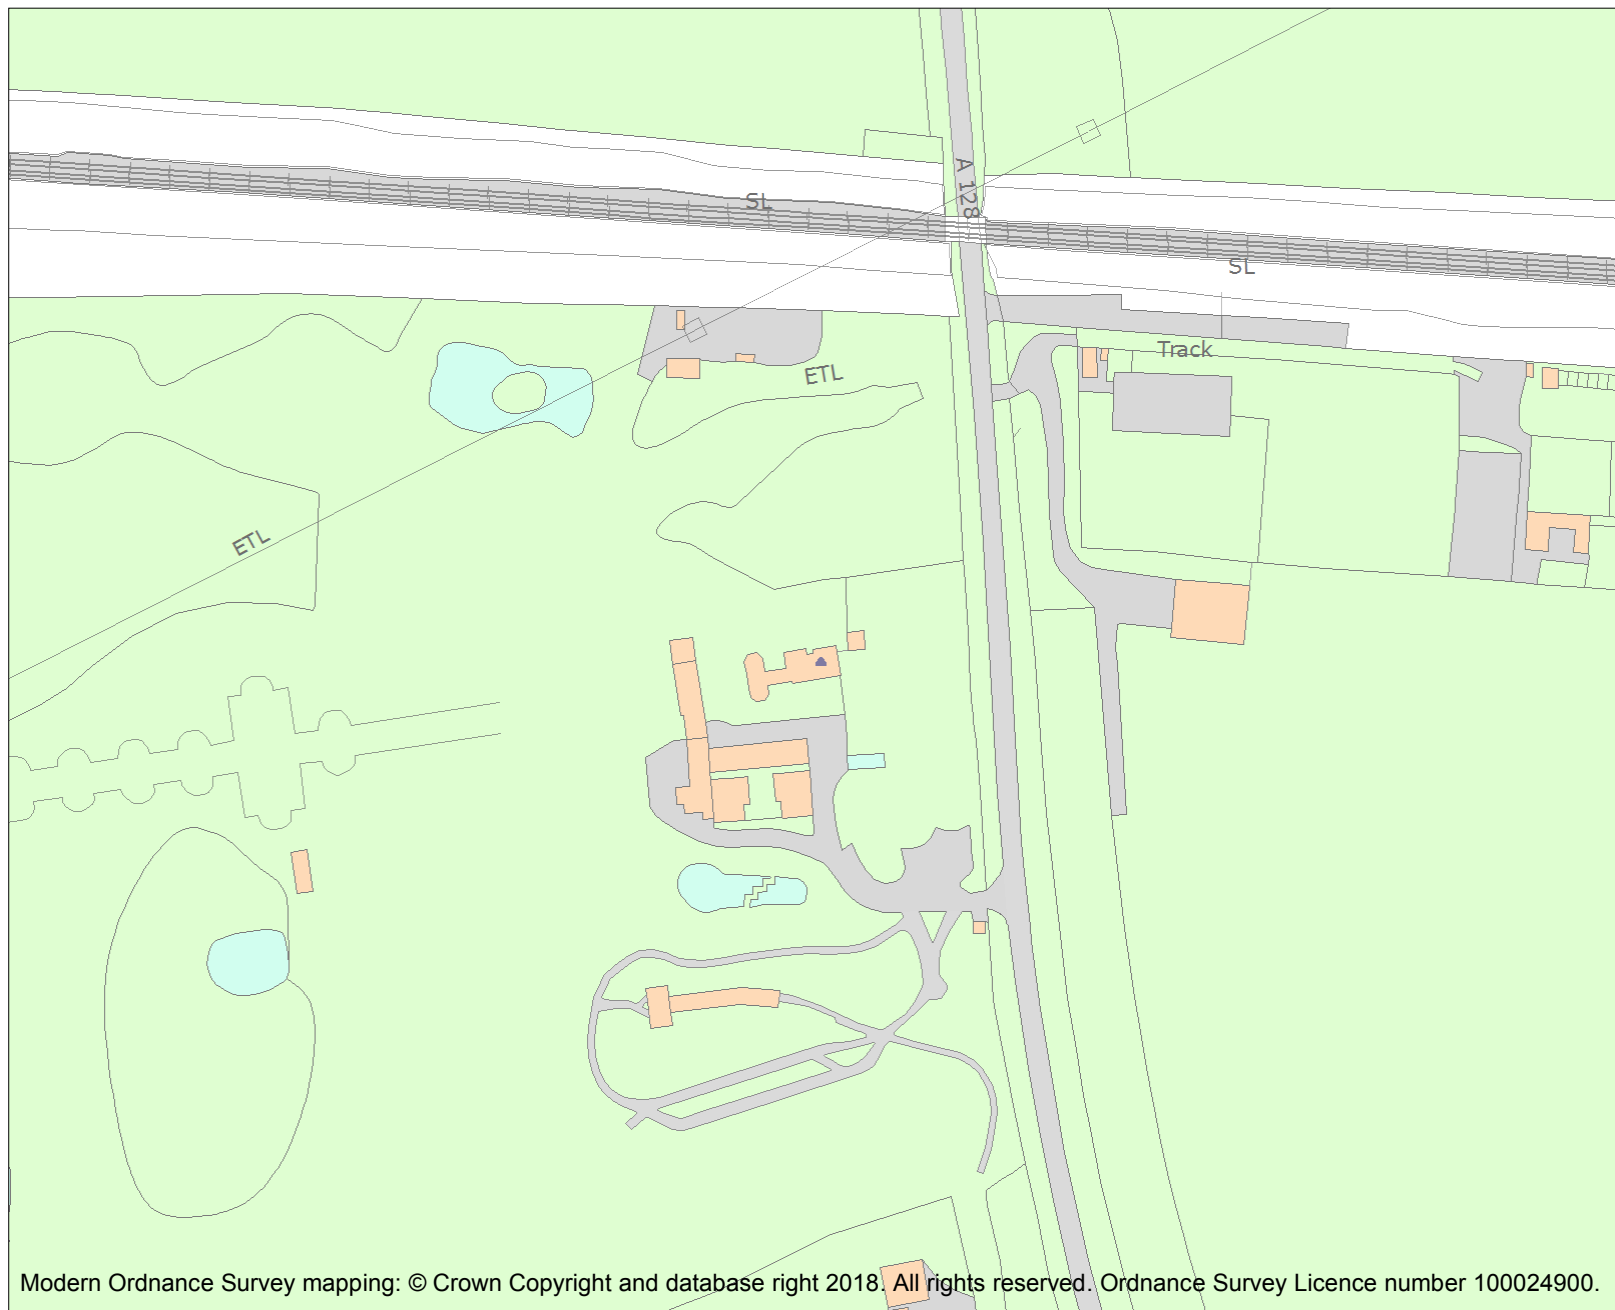 A 128
SL
SL
Track
ETL
ETL
Modern Ordnance Survey mapping: © Crown Copyright and database right 2018. All rights reserved. Ordnance Survey Licence number 100024900.